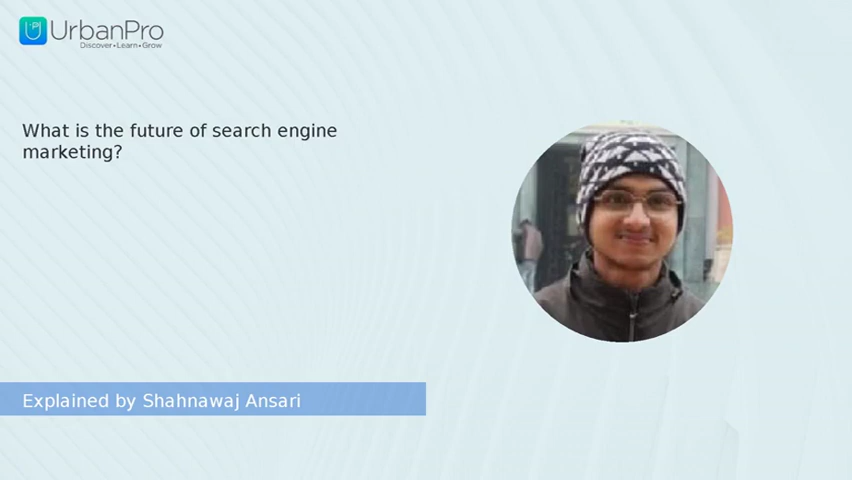 UrbanPro
Discover•Learn•Grow
What is the future of search engine
marketing?
Explained by Shahnawaj Ansari